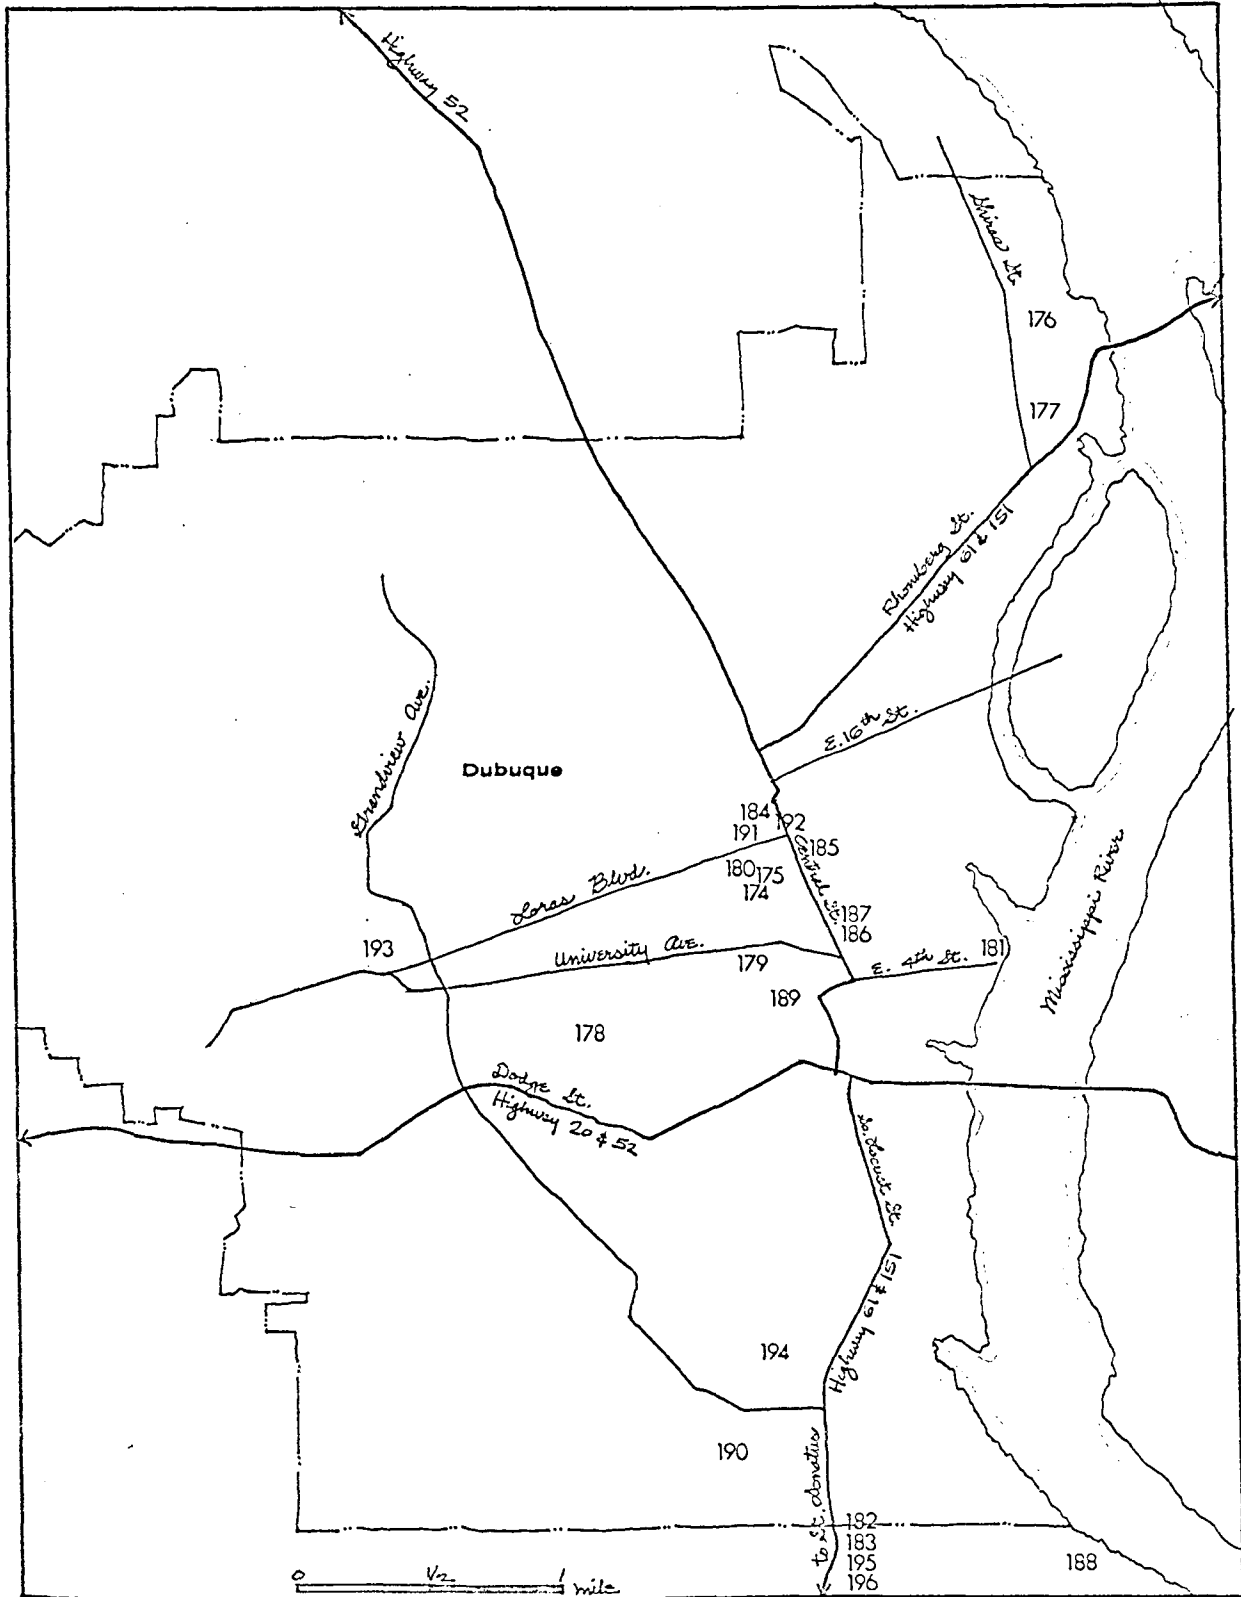 Highway 52
Shiras St.
176
177
Rhomberg St.
Highway 61 & 151
E. 16th St.
Grandview Ave.
Dubuque
184
192
191
Central St.
185
Loras Blvd.
180
175
174
187
186
193
University Ave.
179
E. 4th St.
181
Mississippi River
189
178
Dodge St.
Highway 20 & 52
So. Locust St.
Highway 61 & 151
194
190
to St. Donatus
182
183
195
196
188
0 1/2 1 mile